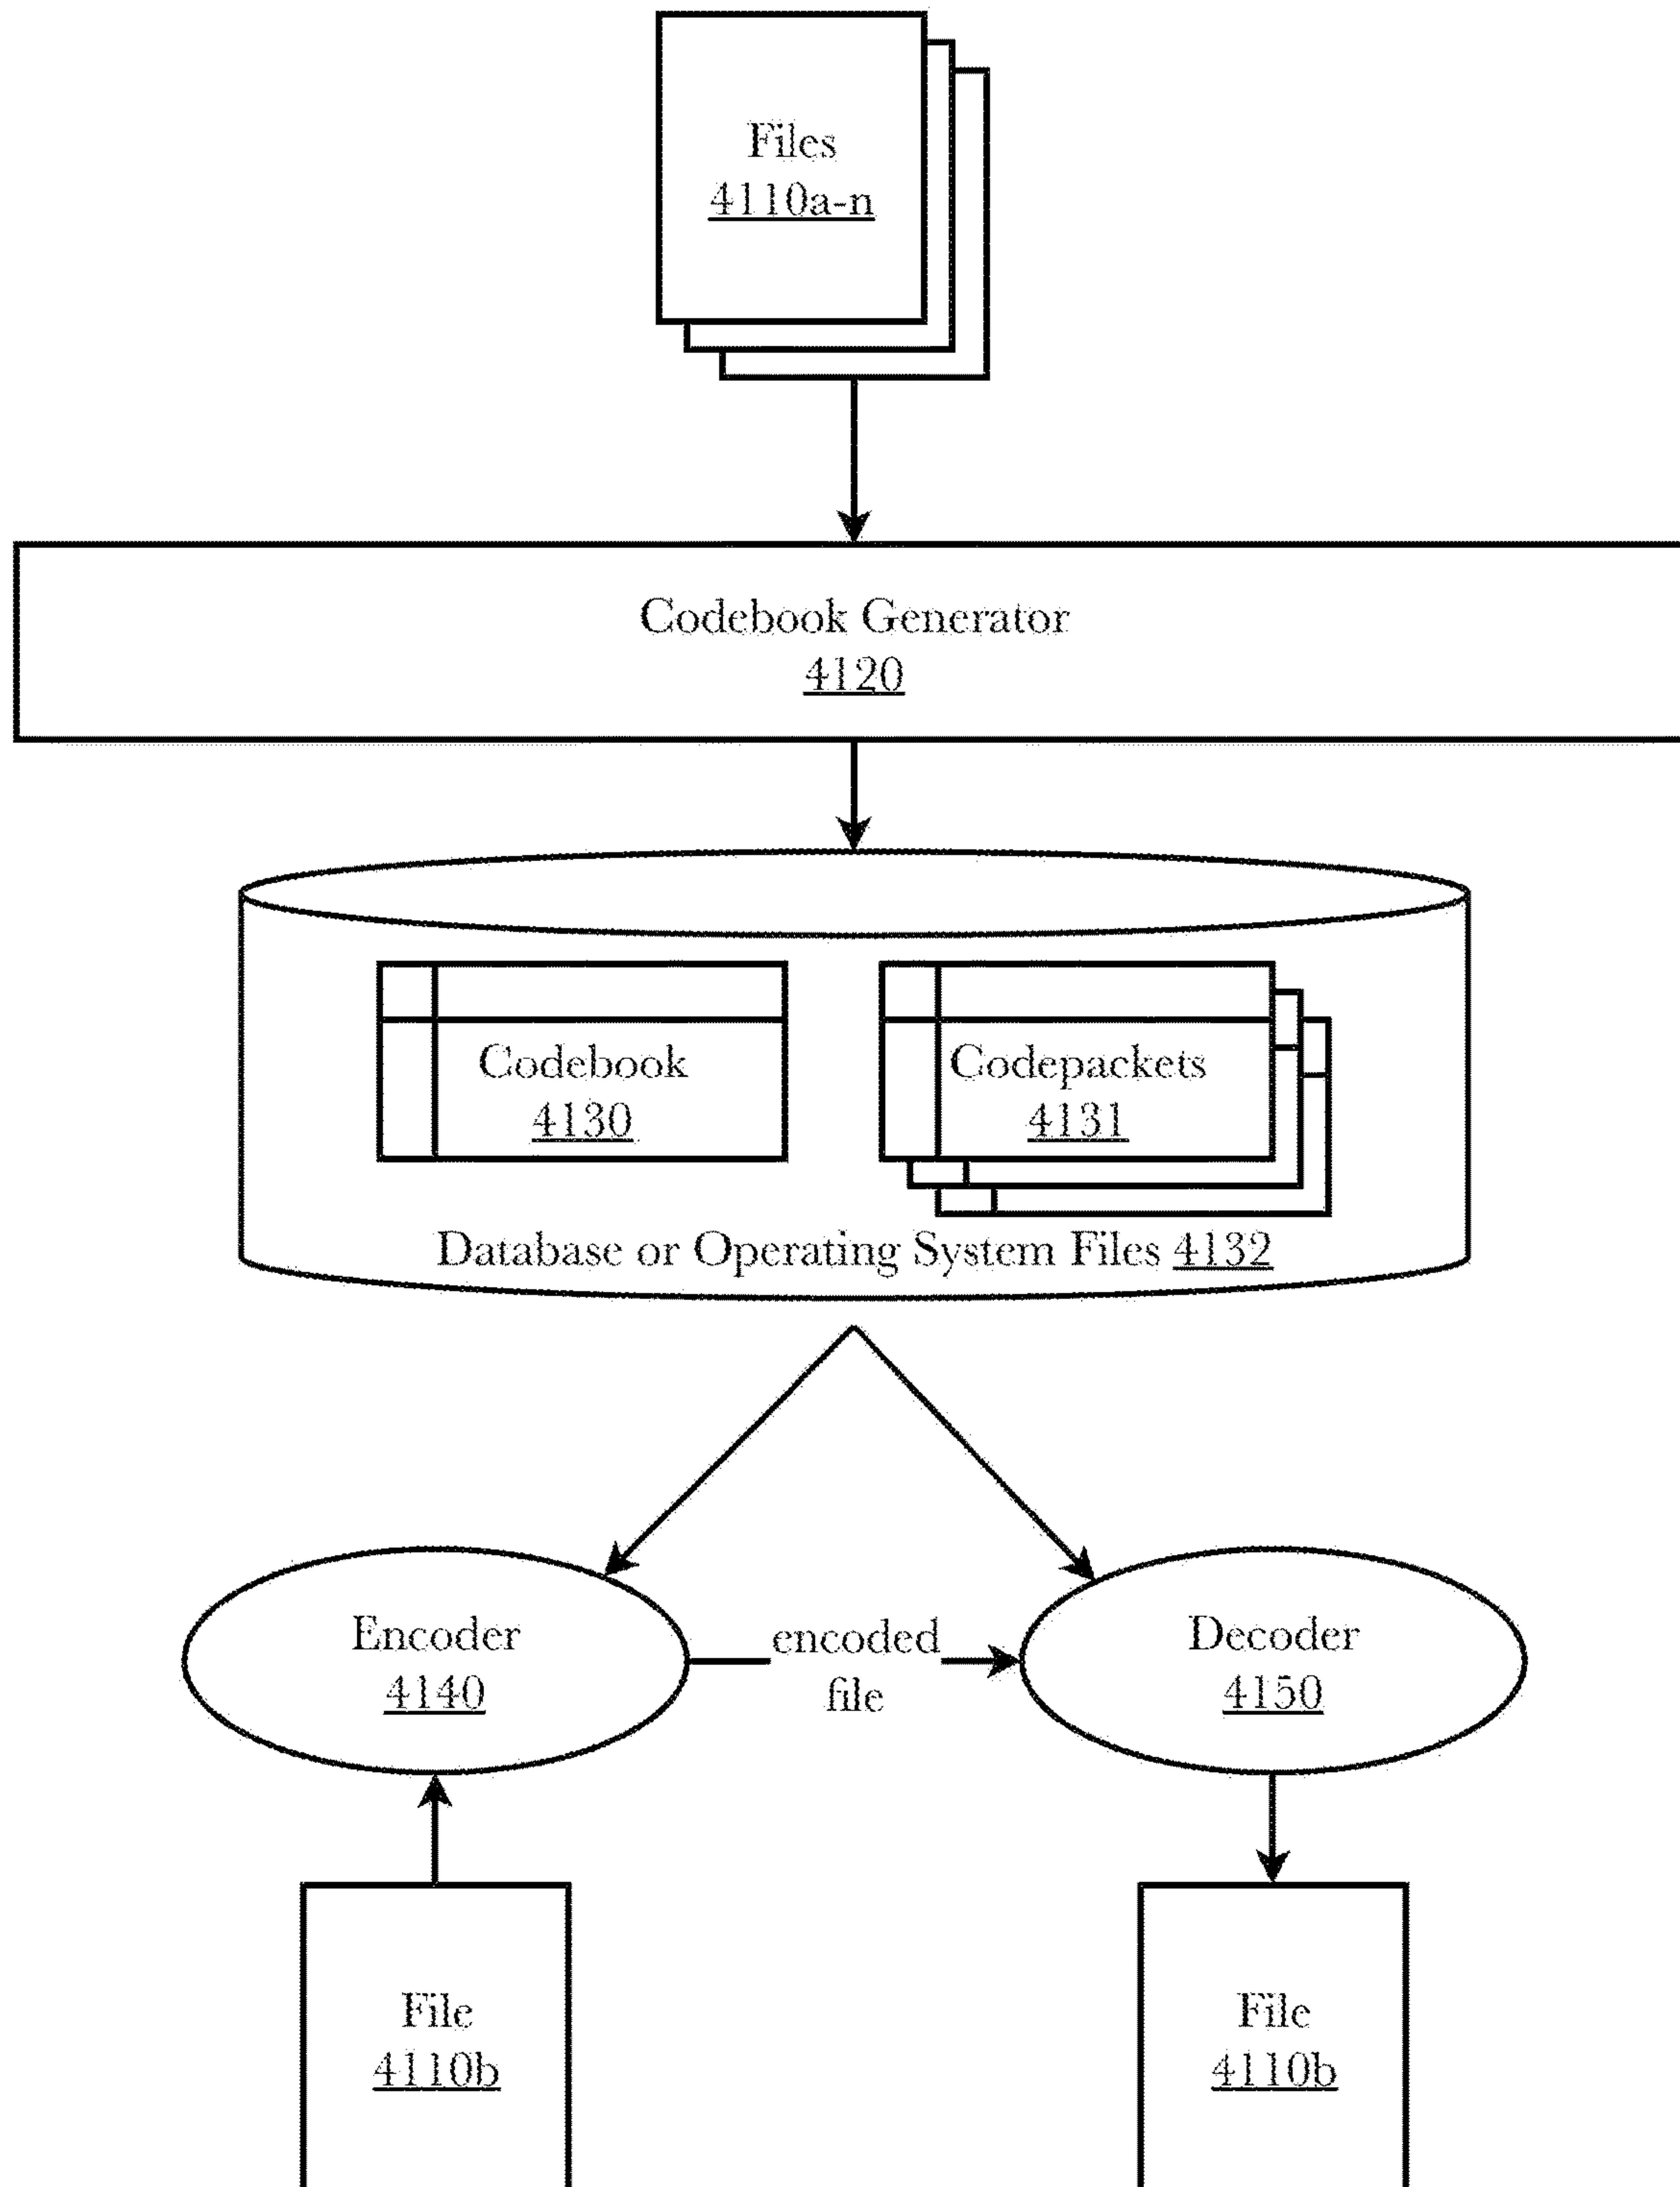 Files
4110a-n
Codebook Generator
4120
Codebook
4130
Codepackets
4131
Database or Operating System Files 4132
Encoder
4140
encoded
file
Decoder
4150
File
4110b
File
4110b